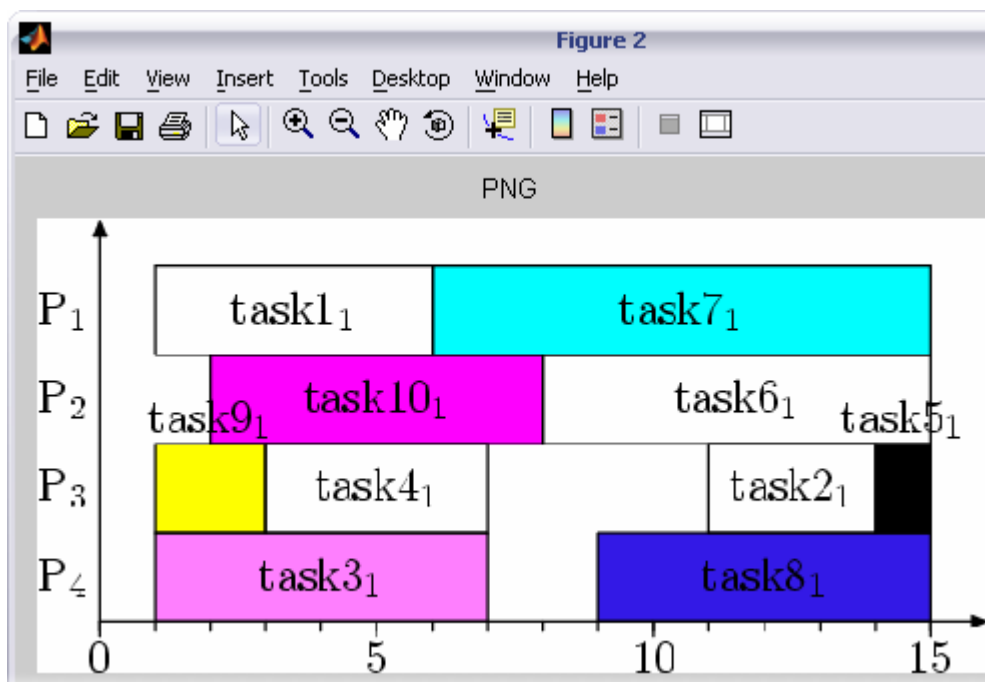 Figure 2
File Edit View Insert Tools Desktop Window Help
PNG
P₁ task1₁ task7₁
P₂ task10₁ task6₁
task9₁ task5₁
P₃ task4₁ task2₁
P₄ task3₁ task8₁
0 5 10 15